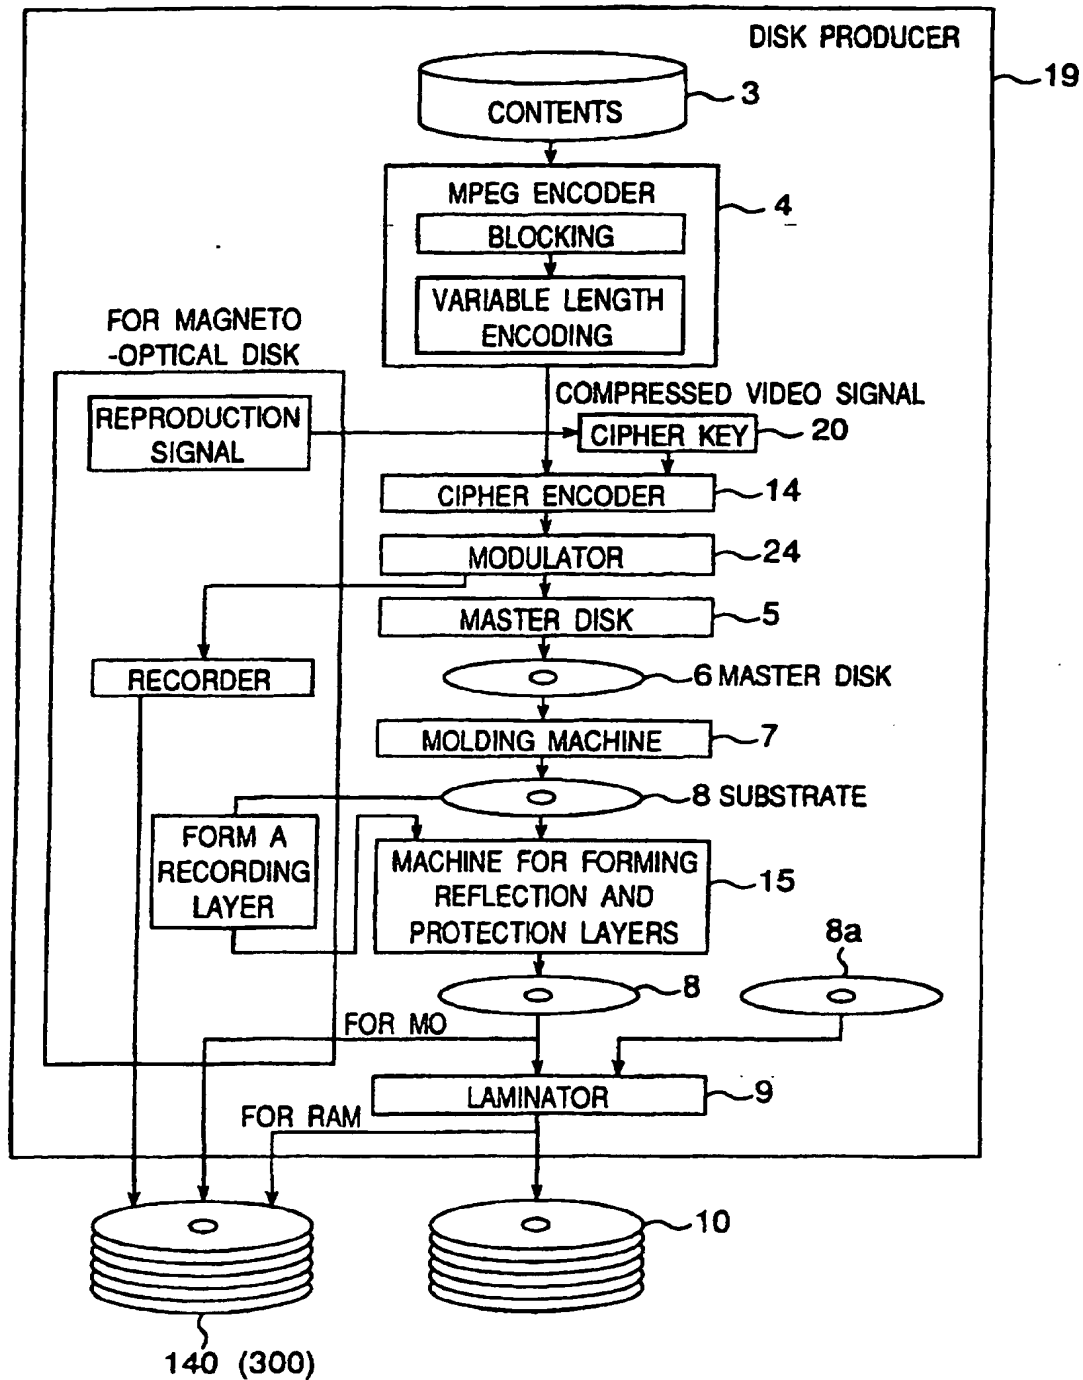 DISK PRODUCER
19
3
CONTENTS
MPEG ENCODER
4
BLOCKING
VARIABLE LENGTH
ENCODING
FOR MAGNETO
-OPTICAL DISK
COMPRESSED VIDEO SIGNAL
REPRODUCTION
SIGNAL
CIPHER KEY
20
CIPHER ENCODER
14
MODULATOR
24
MASTER DISK
5
RECORDER
6 MASTER DISK
MOLDING MACHINE
7
8 SUBSTRATE
FORM A
RECORDING
LAYER
MACHINE FOR FORMING
REFLECTION AND
PROTECTION LAYERS
15
8a
8
FOR MO
LAMINATOR
9
FOR RAM
10
140 (300)